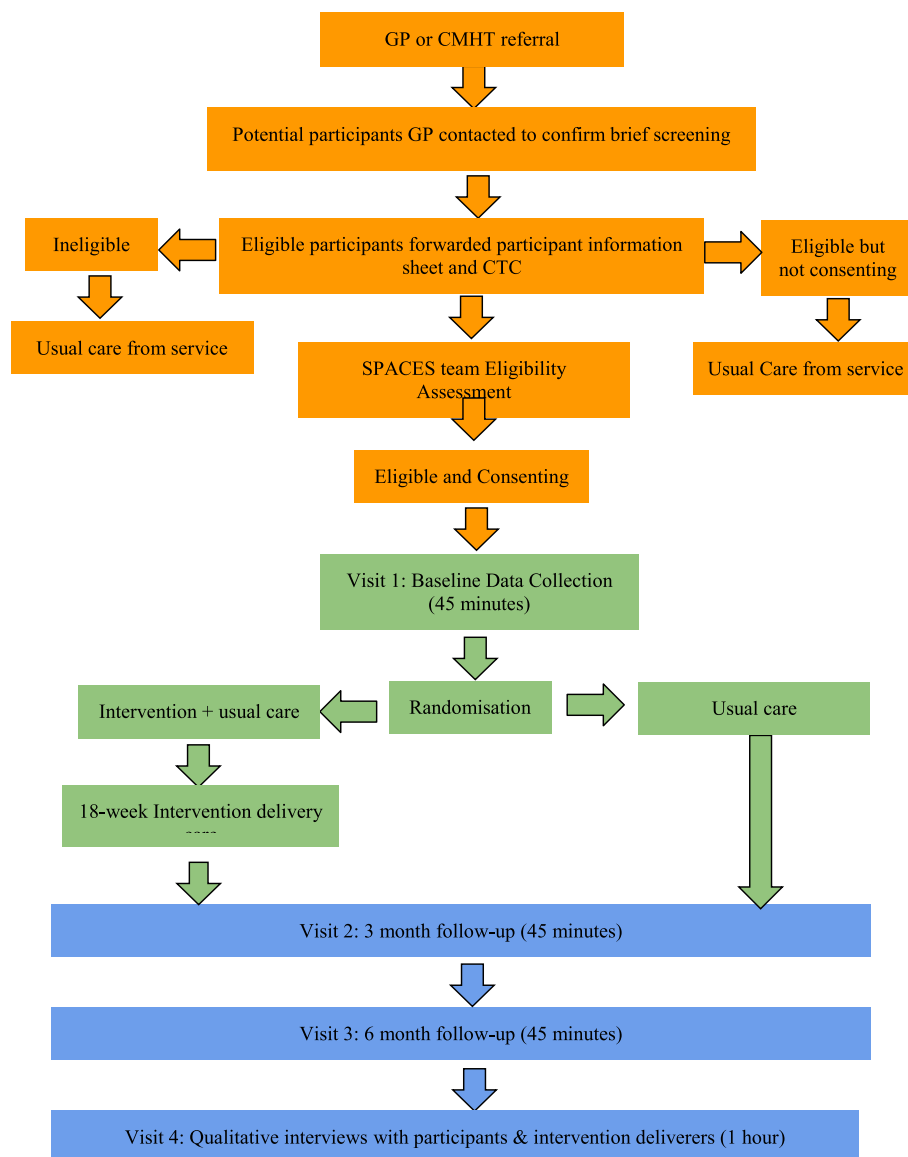 GP or CMHT referral
Potential participants GP contacted to confirm brief screening
Ineligible
Eligible participants forwarded participant information
sheet and CTC
Eligible but
not consenting
Usual care from service
SPACES team Eligibility
Assessment
Usual Care from service
Eligible and Consenting
Visit 1: Baseline Data Collection
(45 minutes)
Intervention + usual care
Randomisation
Usual care
18-week Intervention delivery
Visit 2: 3 month follow-up (45 minutes)
Visit 3: 6 month follow-up (45 minutes)
Visit 4: Qualitative interviews with participants & intervention deliverers (1 hour)